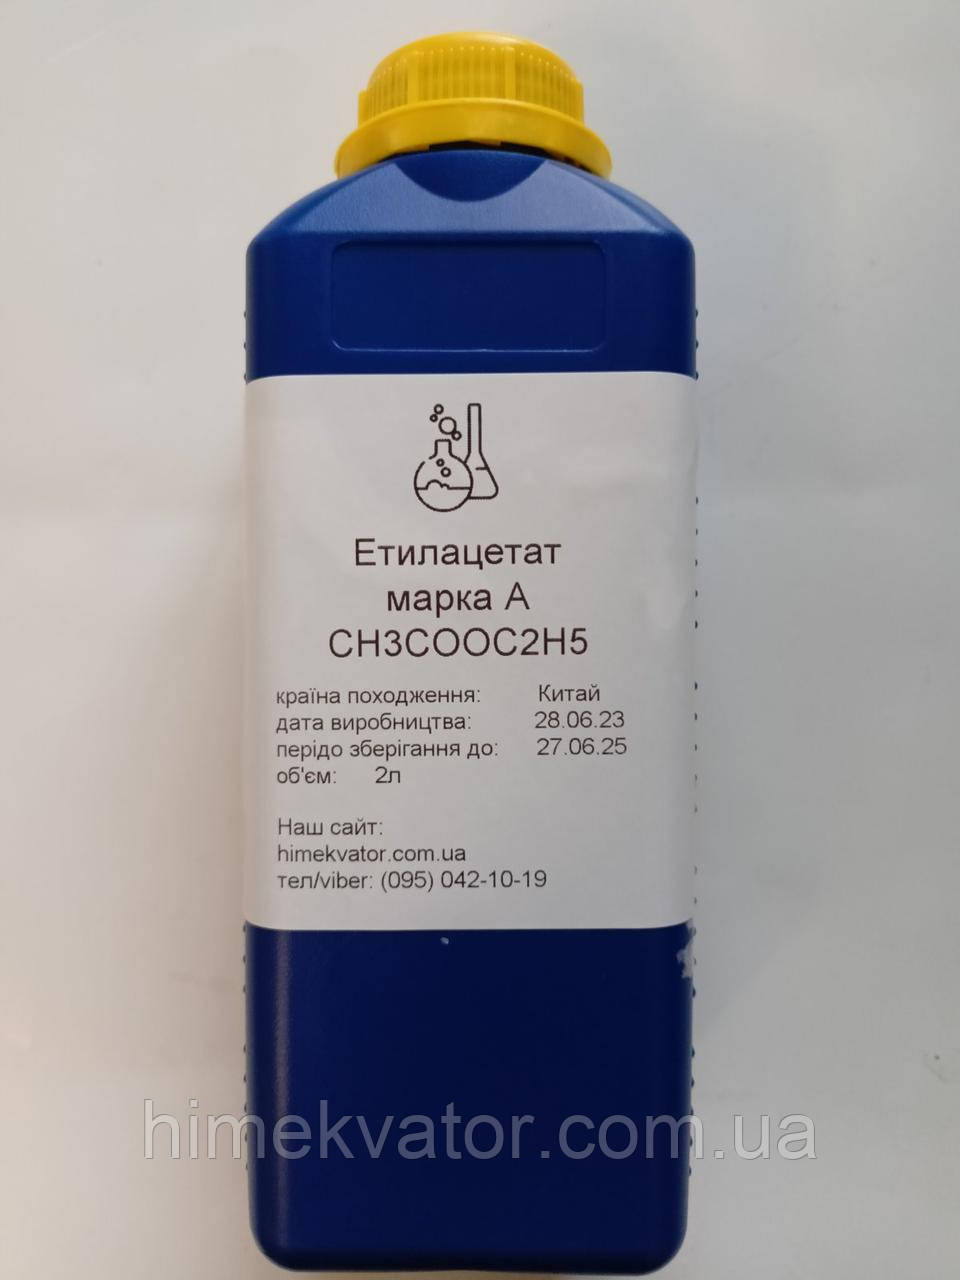 Етилацетат
марка А
CH3COOC2H5
країна походження: Китай
дата виробництва: 28.06.23
перідо зберігання до: 27.06.25
об'єм: 2л
Наш сайт:
himekvator.com.ua
тел/viber: (095) 042-10-19
himekvator.com.ua